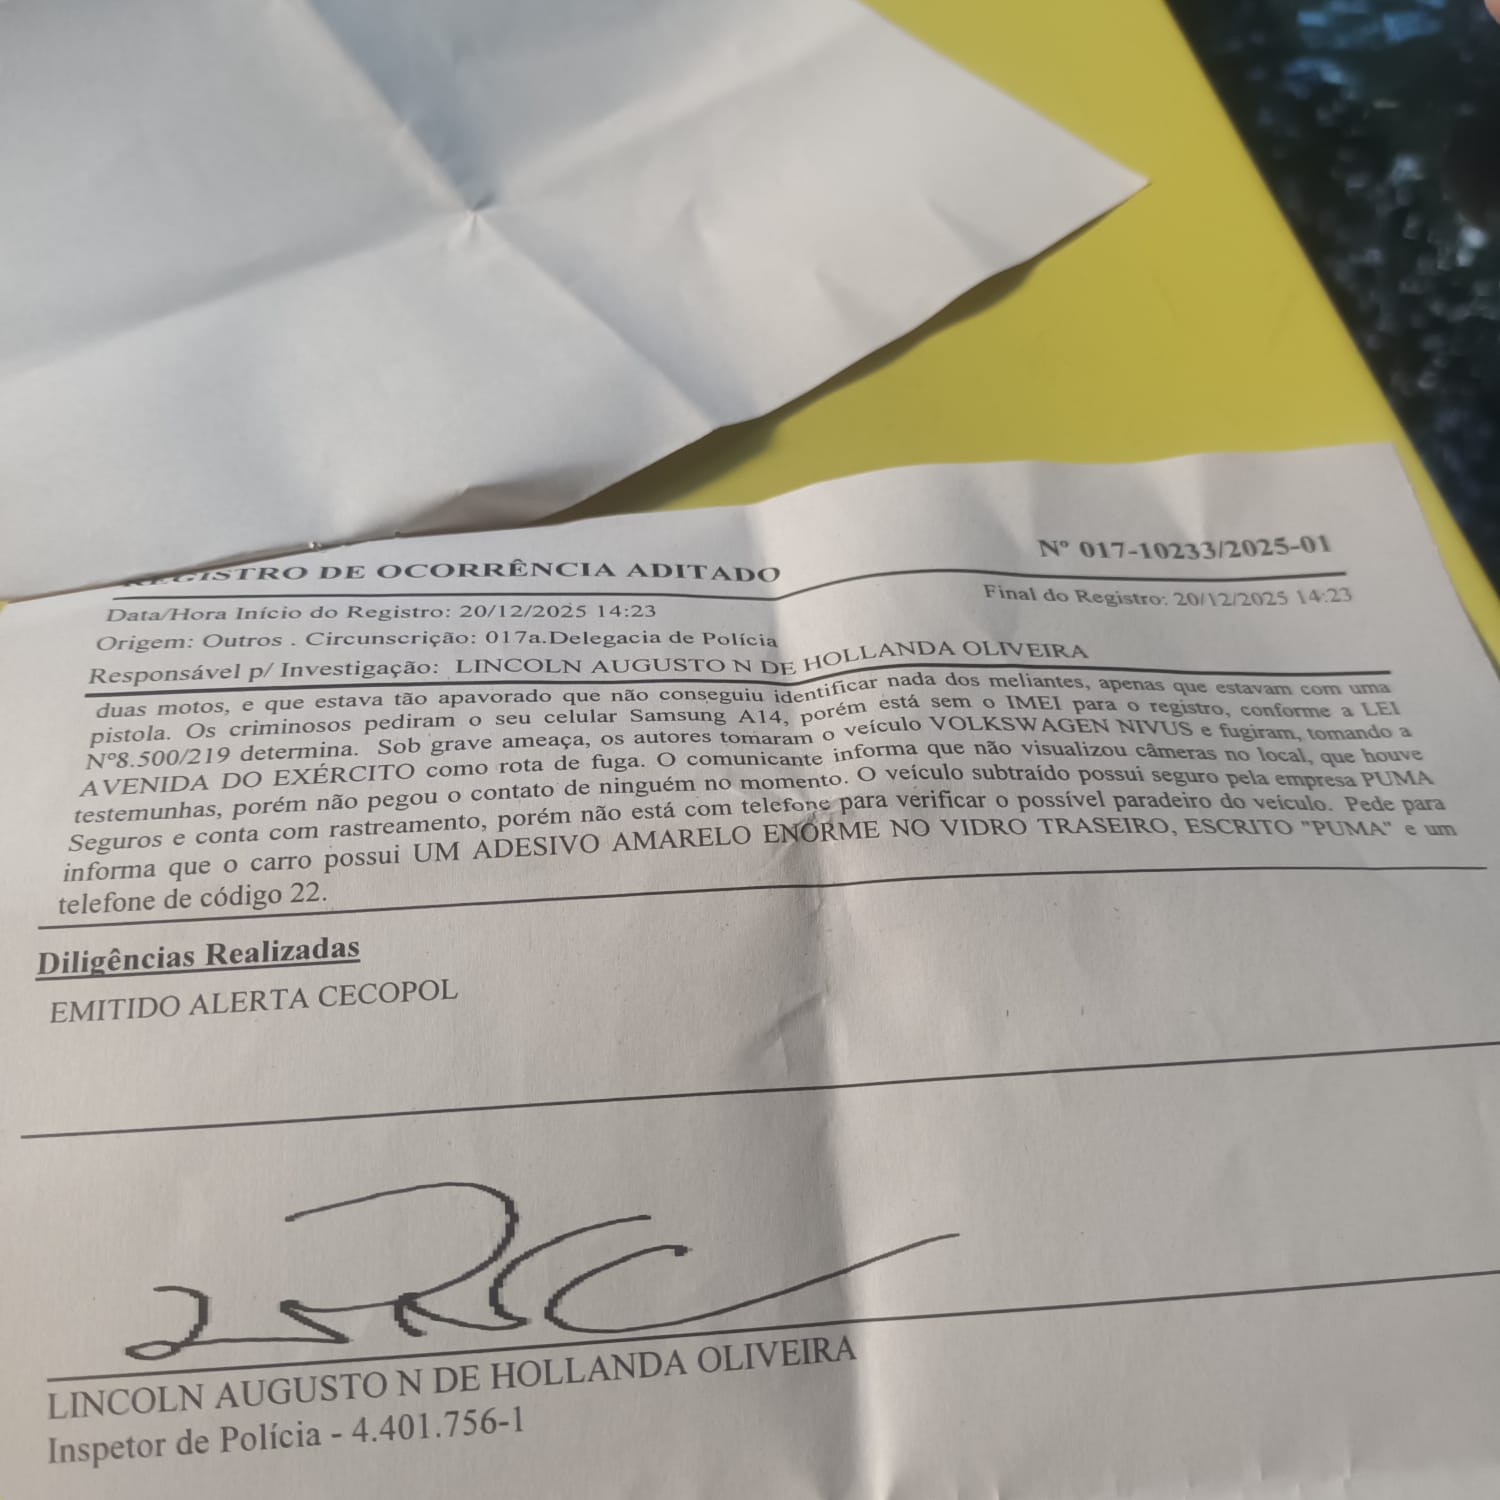 REGISTRO DE OCORRÊNCIA ADITADO
Nº 017-10233/2025-01
Data/Hora Início do Registro: 20/12/2025 14:23
Final do Registro: 20/12/2025 14:23
Origem: Outros . Circunscrição: 017a.Delegacia de Polícia
Responsável p/ Investigação: LINCOLN AUGUSTO N DE HOLLANDA OLIVEIRA
duas motos, e que estava tão apavorado que não conseguiu identificar nada dos meliantes, apenas que estavam com uma
pistola. Os criminosos pediram o seu celular Samsung A14, porém está sem o IMEI para o registro, conforme a LEI
Nº8.500/219 determina. Sob grave ameaça, os autores tomaram o veículo VOLKSWAGEN NIVUS e fugiram, tomando a
AVENIDA DO EXÉRCITO como rota de fuga. O comunicante informa que não visualizou câmeras no local, que houve
testemunhas, porém não pegou o contato de ninguém no momento. O veículo subtraído possui seguro pela empresa PUMA
Seguros e conta com rastreamento, porém não está com telefone para verificar o possível paradeiro do veículo. Pede para
informa que o carro possui UM ADESIVO AMARELO ENORME NO VIDRO TRASEIRO, ESCRITO "PUMA" e um
telefone de código 22.
Diligências Realizadas
EMITIDO ALERTA CECOPOL
LINCOLN AUGUSTO N DE HOLLANDA OLIVEIRA
Inspetor de Polícia - 4.401.756-1